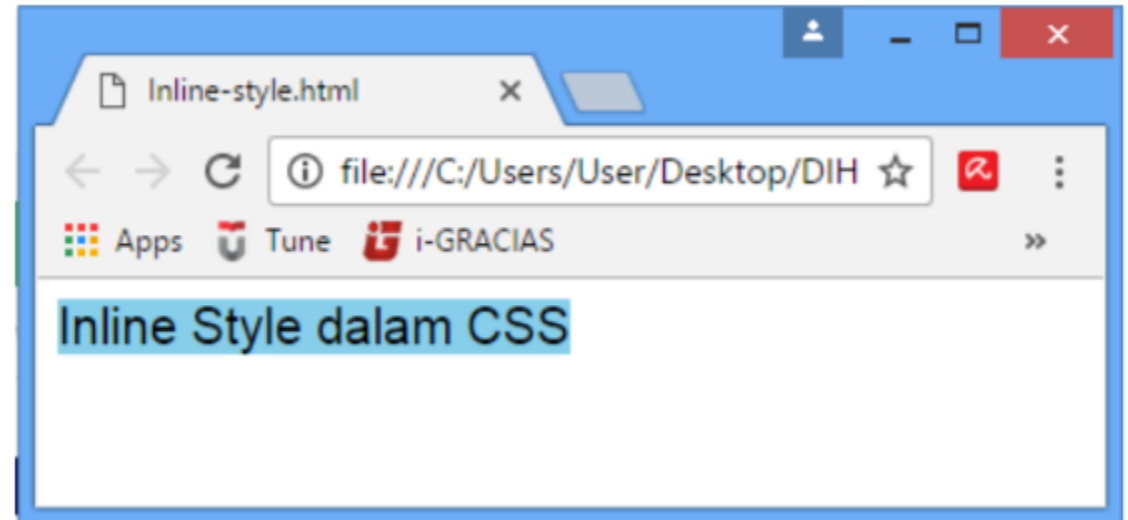 Inline-style.html
file:///C:/Users/User/Desktop/DIH
Apps Tune i-GRACIAS
Inline Style dalam CSS